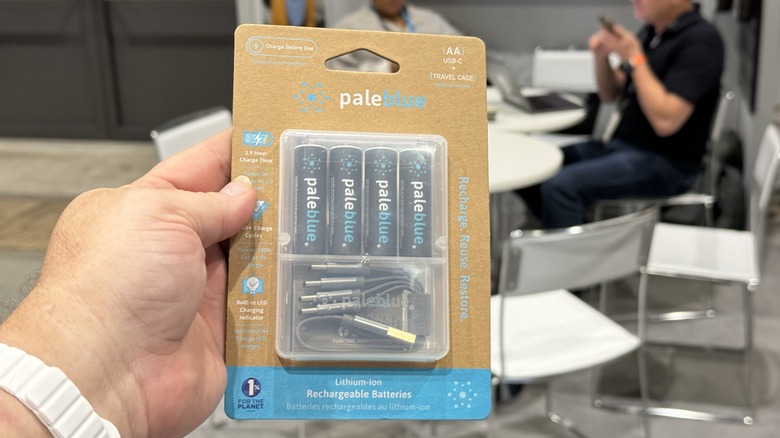 Charge Before Use
AA
USB-C
+
TRAVEL CASE
paleblue
1.9 Hour
Charge Time
Charge
Cycles
Built-in LED
Charging
Indicator
paleblue.
paleblue.
paleblue.
paleblue.
paleblue
Recharge. Reuse. Restore.
1%
FOR THE
PLANET
Lithium-Ion
Rechargeable Batteries
Batteries rechargeables au lithium-ion